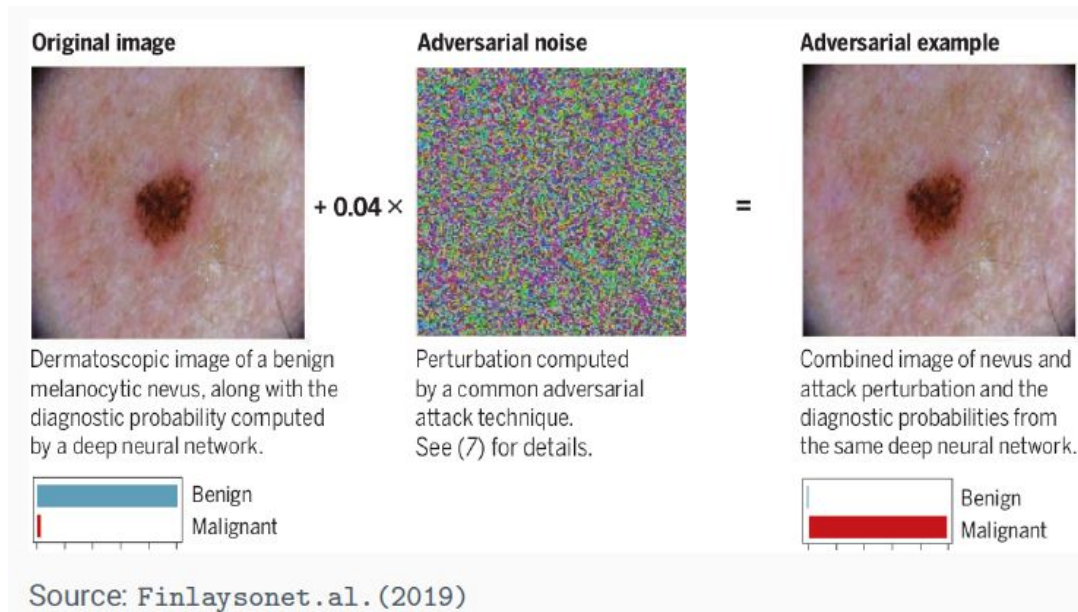 Original image
Adversarial noise
Adversarial example
+ 0.04 ×
=
Dermatoscopic image of a benign
melanocytic nevus, along with the
diagnostic probability computed
by a deep neural network.
Perturbation computed
by a common adversarial
attack technique.
See (7) for details.
Combined image of nevus and
attack perturbation and the
diagnostic probabilities from
the same deep neural network.
Benign
Malignant
Benign
Malignant
Source: Finlaysonet.al.(2019)